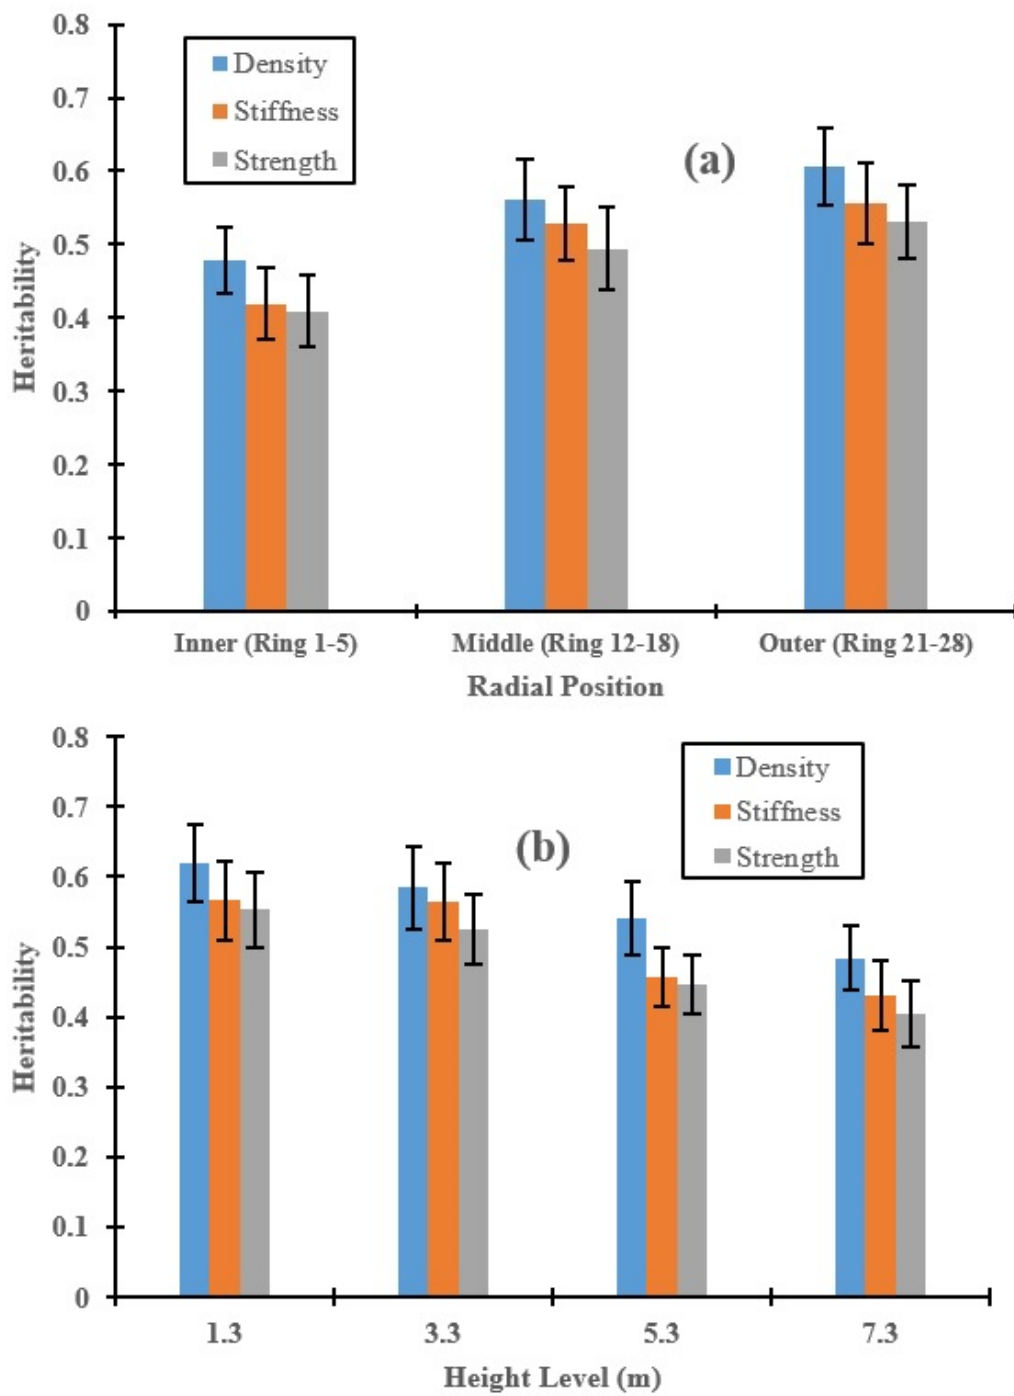 0.8
Density
0.7
Stiffness
Strength
(a)
0.6
0.5
Heritability
0.4
0.3
0.2
0.1
0
Inner (Ring 1-5) Middle (Ring 12-18) Outer (Ring 21-28)
Radial Position
0.8
Density
0.7
Stiffness
(b)
Strength
0.6
0.5
Heritability
0.4
0.3
0.2
0.1
0
1.3 3.3 5.3 7.3
Height Level (m)